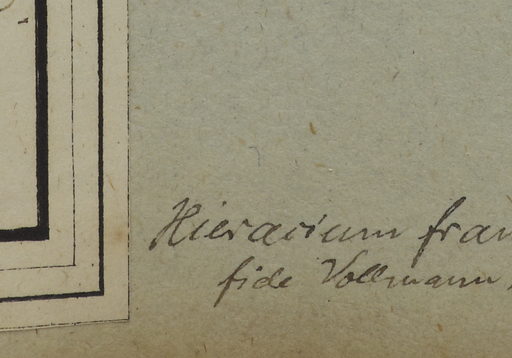 Hieracium fran
fide Vollmann,